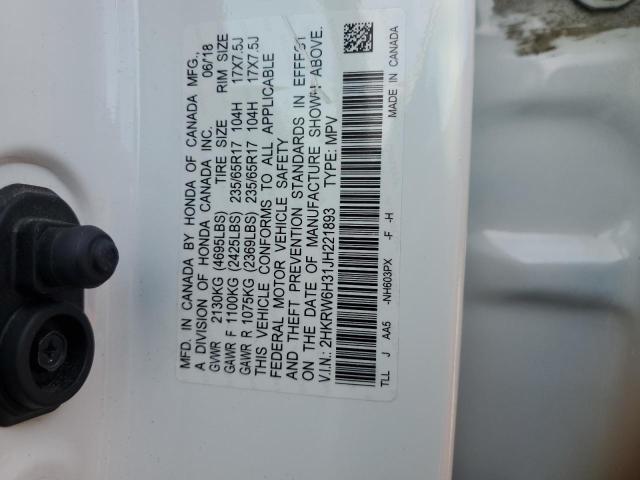 MFD. IN CANADA BY HONDA OF CANADA MFG.,
A DIVISION OF HONDA CANADA INC. 06/18
GVWR 2130KG (4695LBS) TIRE SIZE RIM SIZE
GAWR F 1100KG (2425LBS) 235/65R17 104H 17X7.5J
GAWR R 1075KG (2369LBS) 235/65R17 104H 17X7.5J
THIS VEHICLE CONFORMS TO ALL APPLICABLE
FEDERAL MOTOR VEHICLE SAFETY
AND THEFT PREVENTION STANDARDS IN EFFECT
ON THE DATE OF MANUFACTURE SHOWN ABOVE.
V.I.N.: 2HKRW6H31JH221893 TYPE: MPV
TLL J AA5 -NH603PX -F -H MADE IN CANADA